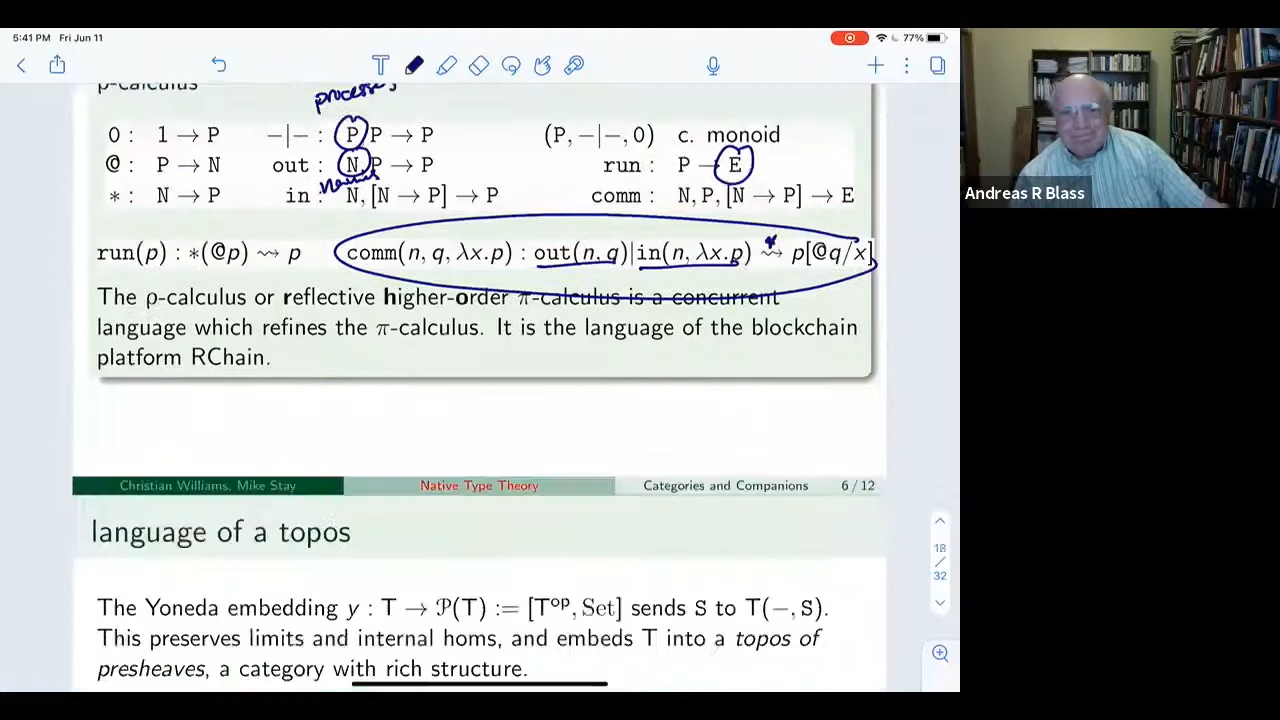 5:41 PM Fri Jun 11
77%
ρ-calculus
processes
0 : 1 → P   −|− : P P → P   (P, −|−, 0) c. monoid
@ : P → N   out : N P → P   run : P → E
names
* : N → P   in : N, [N → P] → P   comm : N, P, [N → P] → E
run(p) : *(@p) ⇝ p   comm(n, q, λx.p) : out(n, q)|in(n, λx.p) ⇝ p[@q/x]
*
The ρ-calculus or reflective higher-order π-calculus is a concurrent
language which refines the π-calculus. It is the language of the blockchain
platform RChain.
Christian Williams, Mike Stay   Native Type Theory   Categories and Companions   6 / 12
language of a topos
The Yoneda embedding y : T → 𝒫(T) := [Tᵒᵖ, Set] sends S to T(−, S).
This preserves limits and internal homs, and embeds T into a topos of
presheaves, a category with rich structure.
18
/
32
Andreas R Blass